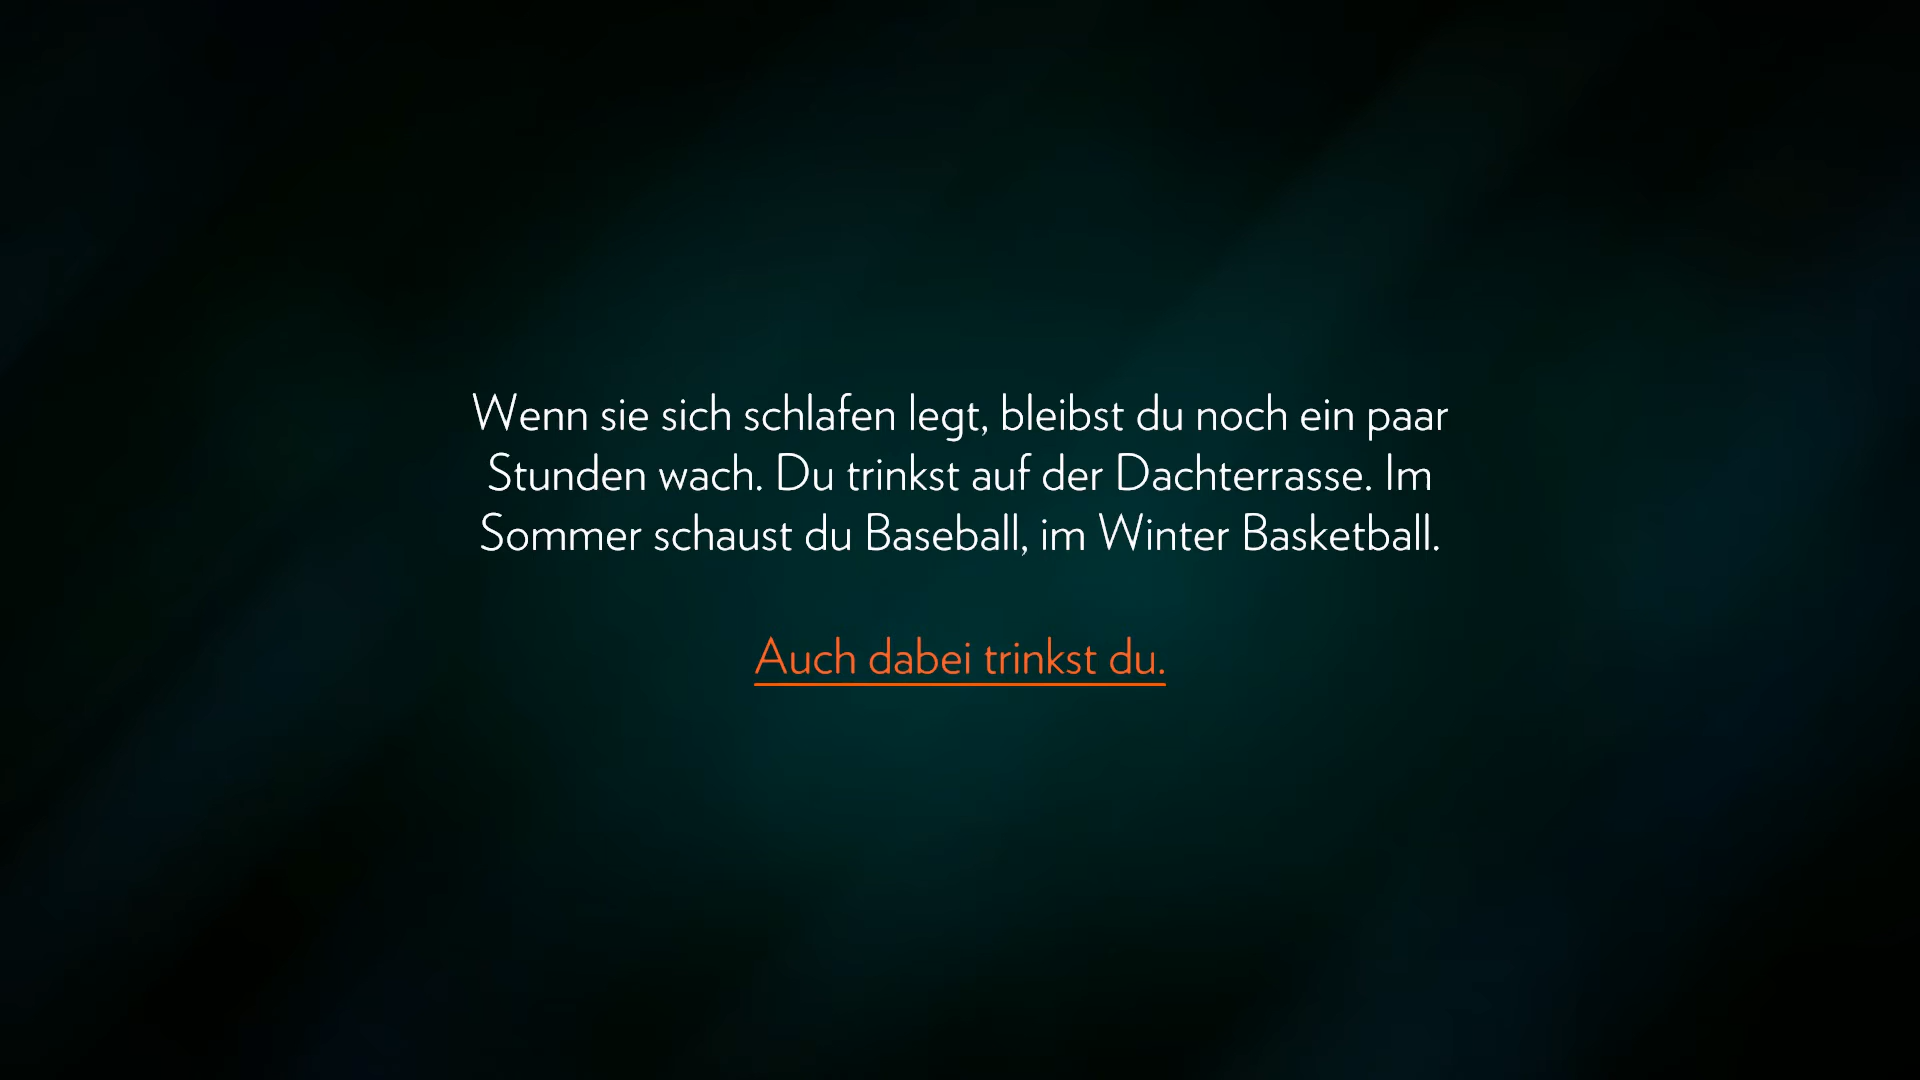 Wenn sie sich schlafen legt, bleibst du noch ein paar
Stunden wach. Du trinkst auf der Dachterrasse. Im
Sommer schaust du Baseball, im Winter Basketball.
Auch dabei trinkst du.